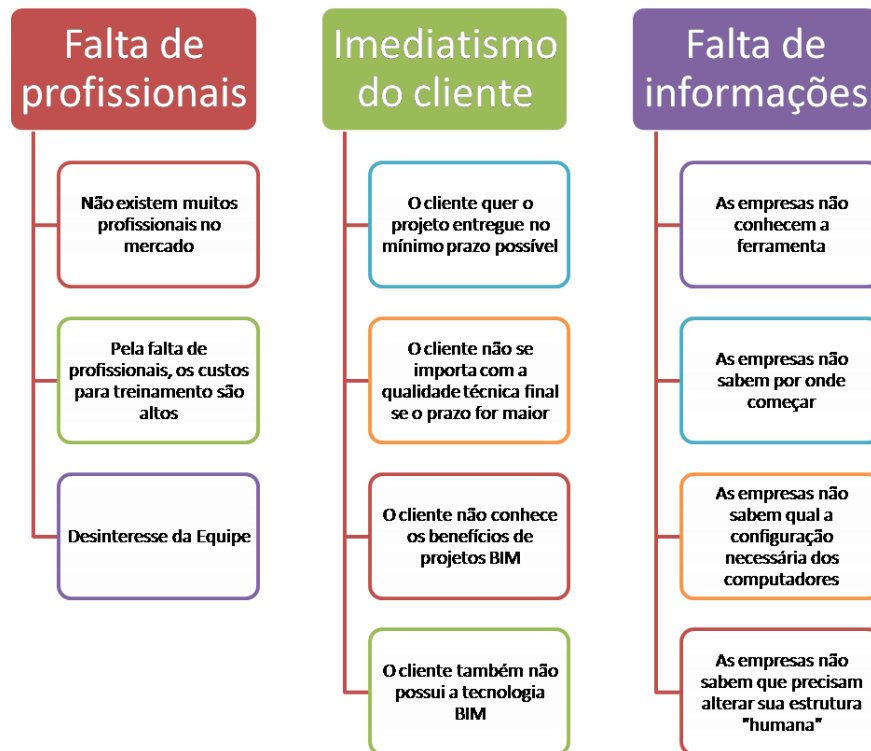 Falta de
profissionais
Não existem muitos
profissionais no
mercado
Pela falta de
profissionais, os custos
para treinamento são
altos
Desinteresse da Equipe
Imediatismo
do cliente
O cliente quer o
projeto entregue no
mínimo prazo possível
O cliente não se
importa com a
qualidade técnica final
se o prazo for maior
O cliente não conhece
os benefícios de
projetos BIM
O cliente também não
possui a tecnologia
BIM
Falta de
informações
As empresas não
conhecem a
ferramenta
As empresas não
sabem por onde
começar
As empresas não
sabem qual a
configuração
necessária dos
computadores
As empresas não
sabem que precisam
alterar sua estrutura
"humana"